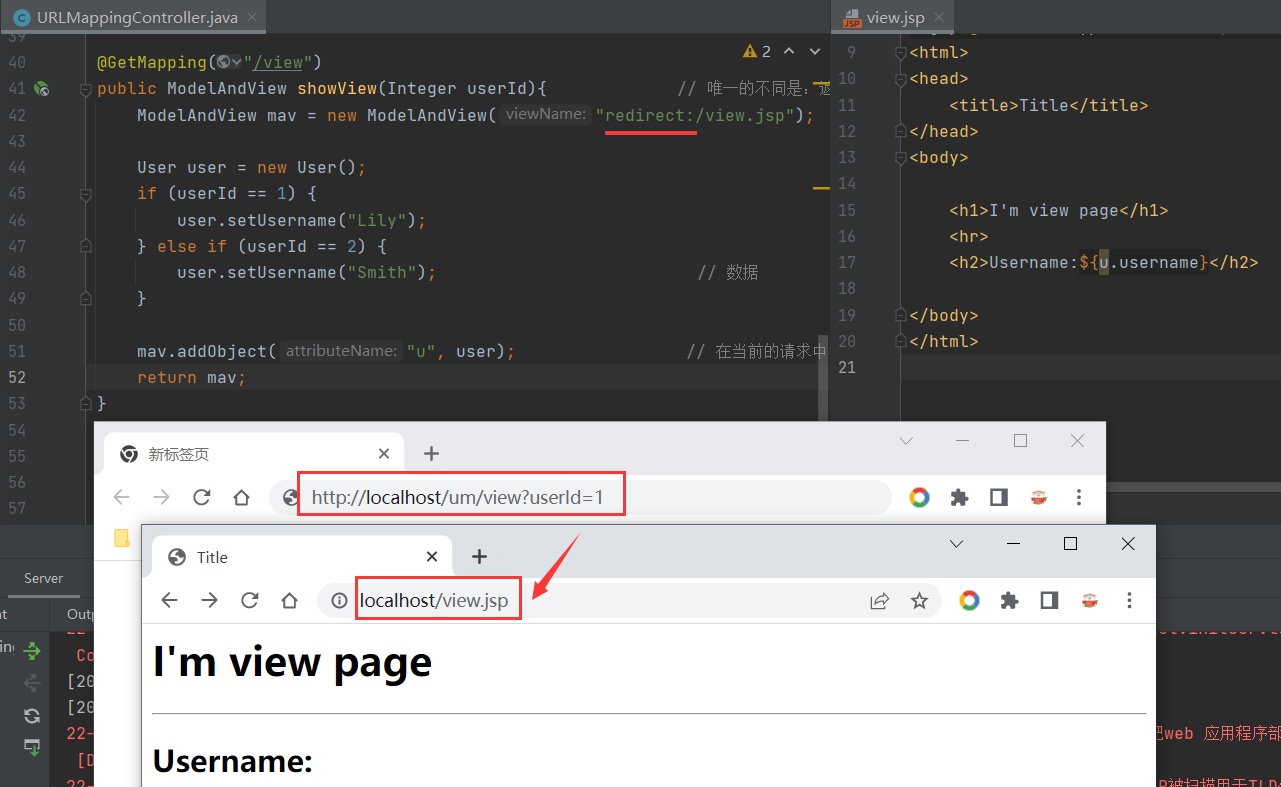 URLMappingController.java
39
40 @GetMapping("/view")
2
41 public ModelAndView showView(Integer userId){ // 唯一的不同是:返
42 ModelAndView mav = new ModelAndView( viewName: "redirect:/view.jsp");
43
44 User user = new User();
45 if (userId == 1) {
46 user.setUsername("Lily");
47 } else if (userId == 2) {
48 user.setUsername("Smith"); // 数据
49 }
50
51 mav.addObject( attributeName: "u", user); // 在当前的请求中
52 return mav;
53 }
54
55
56
57
view.jsp
9 <html>
10 <head>
11 <title>Title</title>
12 </head>
13 <body>
14
15 <h1>I'm view page</h1>
16 <hr>
17 <h2>Username:${u.username}</h2>
18
19 </body>
20 </html>
21
新标签页
http://localhost/um/view?userId=1
Title
localhost/view.jsp
I'm view page
Username:
Server
Outp
Co
[20
[20
22-
[D
web 应用程序部
被扫描用于TLD